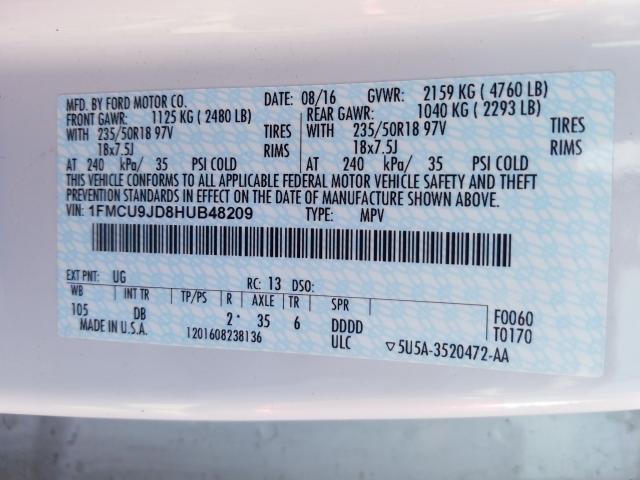 MFD. BY FORD MOTOR CO. DATE: 08/16 GVWR: 2159 KG ( 4760 LB)
FRONT GAWR: 1125 KG ( 2480 LB) REAR GAWR: 1040 KG ( 2293 LB)
WITH 235/50R18 97V TIRES WITH 235/50R18 97V TIRES
18x7.5J RIMS 18x7.5J RIMS
AT 240 kPa/ 35 PSI COLD AT 240 kPa/ 35 PSI COLD
THIS VEHICLE CONFORMS TO ALL APPLICABLE FEDERAL MOTOR VEHICLE SAFETY AND THEFT
PREVENTION STANDARDS IN EFFECT ON THE DATE OF MANUFACTURE SHOWN ABOVE.
VIN: 1FMCU9JD8HUB48209 TYPE: MPV
EXT PNT: UG RC: 13 DSO:
WB INT TR TP/PS R AXLE TR SPR
105 DB 2* 35 6 DDDD F0060
MADE IN U.S.A. 1201608238136 ULC T0170
▽5U5A-3520472-AA